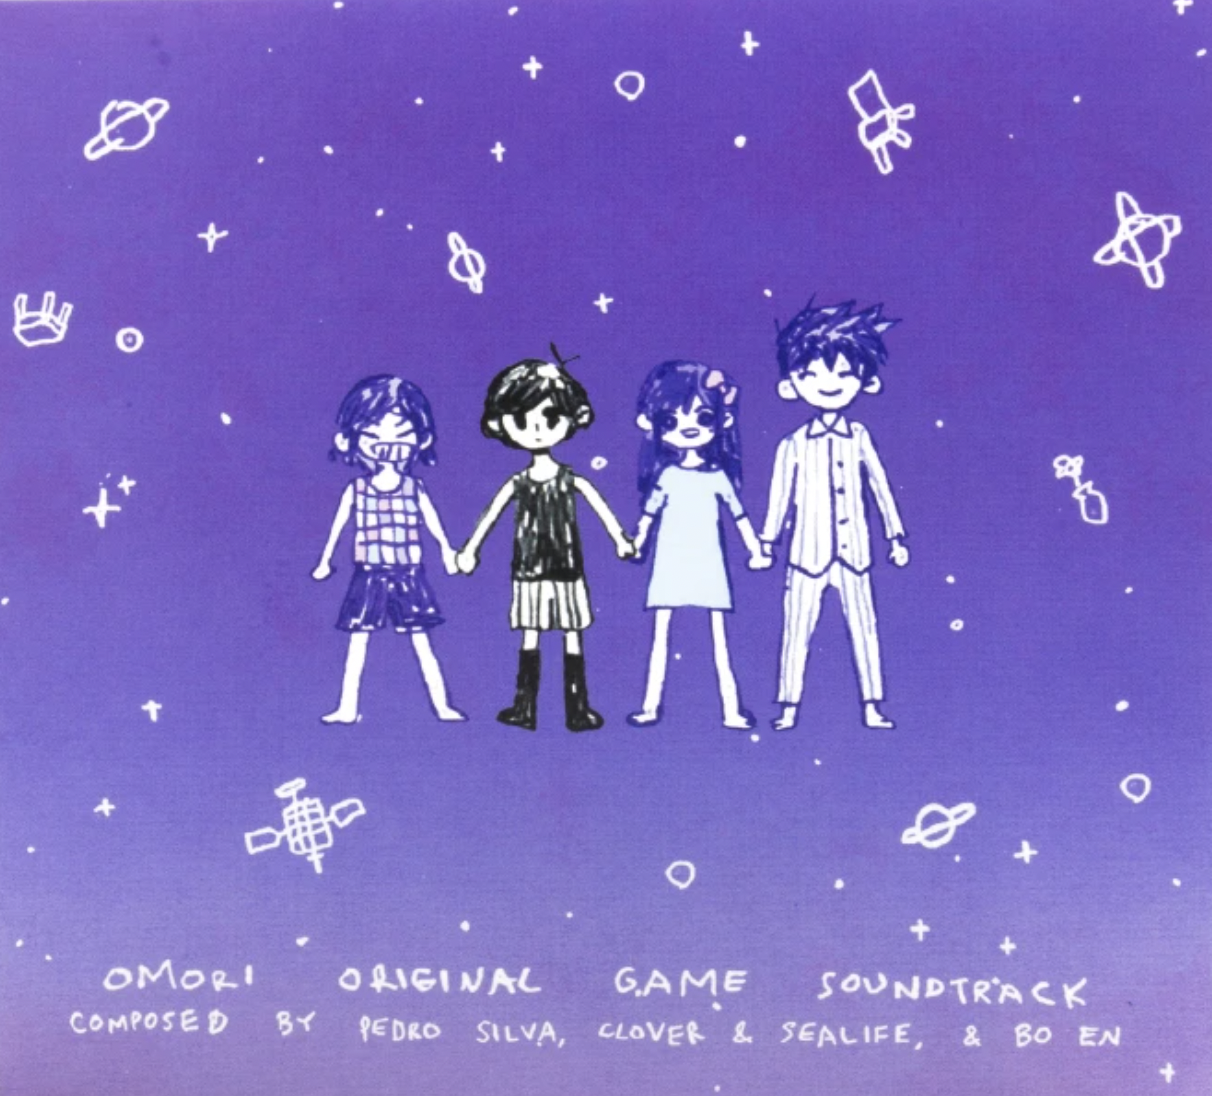 OMORI ORIGINAL GAME SOUNDTRACK
COMPOSED BY PEDRO SILVA, CLOVER & SEALIFE, & BO EN